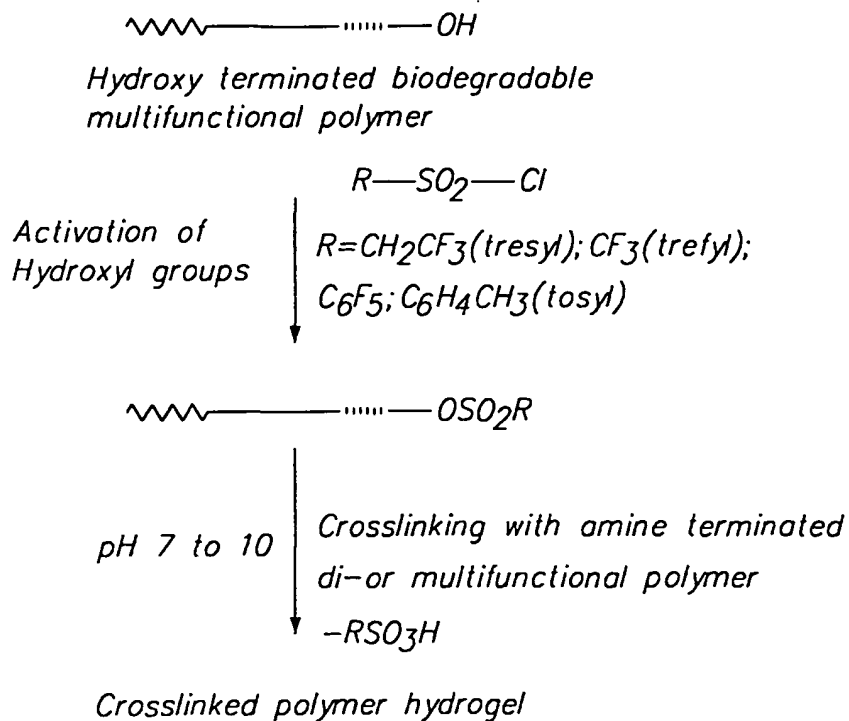 OH
Hydroxy terminated biodegradable
multifunctional polymer
R—SO2—Cl
Activation of
Hydroxyl groups
R=CH2CF3(tresyl); CF3(trefyl);
C6F5; C6H4CH3(tosyl)
OSO2R
pH 7 to 10
Crosslinking with amine terminated
di-or multifunctional polymer
-RSO3H
Crosslinked polymer hydrogel